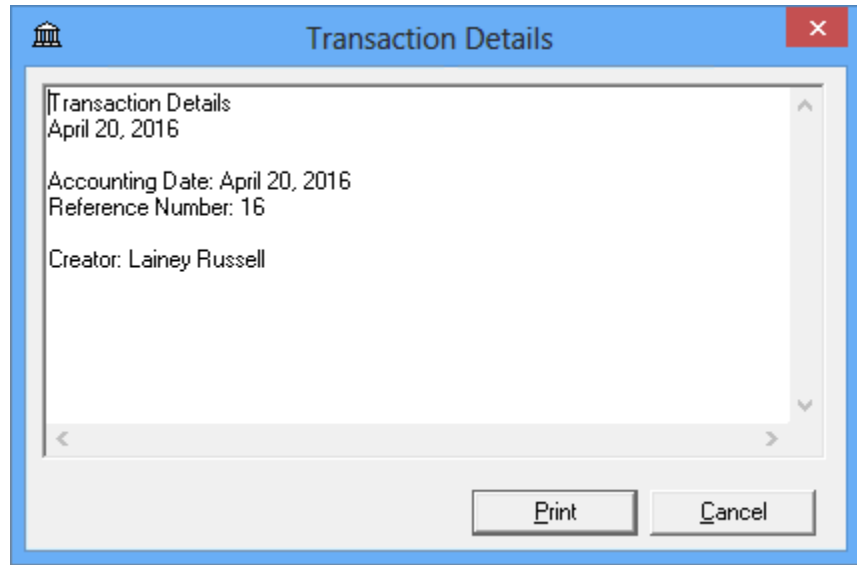 Transaction Details
Transaction Details
April 20, 2016
Accounting Date: April 20, 2016
Reference Number: 16
Creator: Lainey Russell
Print
Cancel